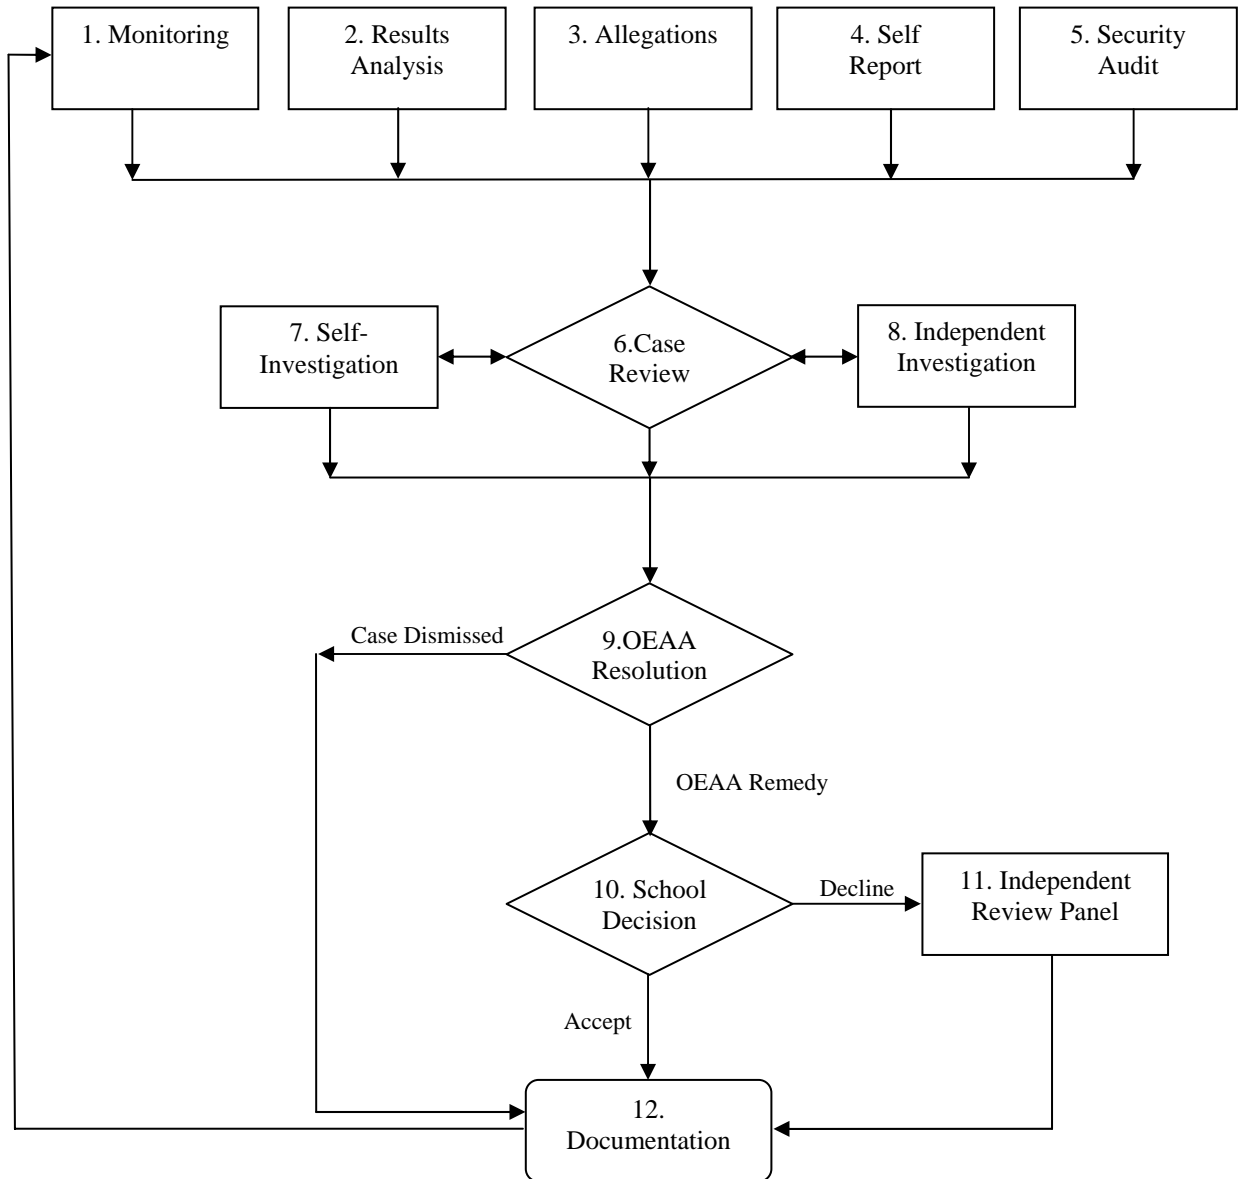 1. Monitoring
2. Results
Analysis
3. Allegations
4. Self
Report
5. Security
Audit
6.Case
Review
7. Self-
Investigation
8. Independent
Investigation
Case Dismissed
9.OEAA
Resolution
OEAA Remedy
10. School
Decision
Decline
11. Independent
Review Panel
Accept
12.
Documentation